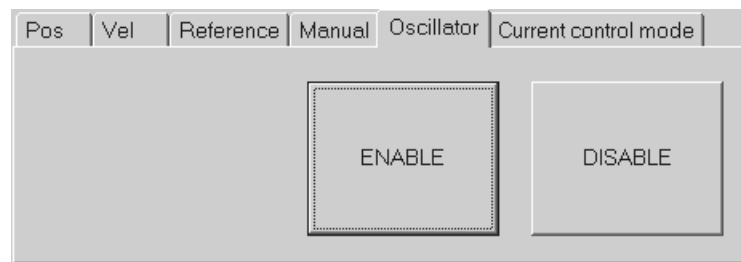 Pos Vel Reference Manual Oscillator Current control mode
ENABLE DISABLE